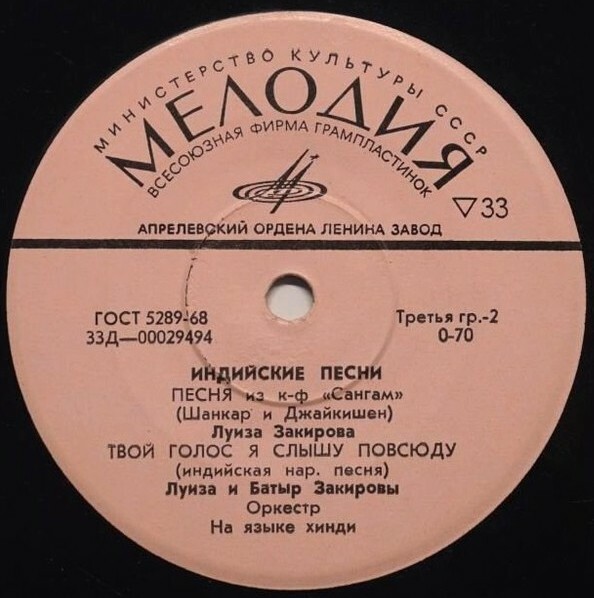 МИНИСТЕРСТВО КУЛЬТУРЫ СССР
МЕЛОДИЯ
ВСЕСОЮЗНАЯ ФИРМА ГРАМПЛАСТИНОК
▽33
АПРЕЛЕВСКИЙ ОРДЕНА ЛЕНИНА ЗАВОД
ГОСТ 5289-68
33Д—00029494
Третья гр.-2
0-70
ИНДИЙСКИЕ ПЕСНИ
ПЕСНЯ из к-ф «Сангам»
(Шанкар и Джайкишен)
Луиза Закирова
ТВОЙ ГОЛОС Я СЛЫШУ ПОВСЮДУ
(индийская нар. песня)
Луиза и Батыр Закировы
Оркестр
На языке хинди